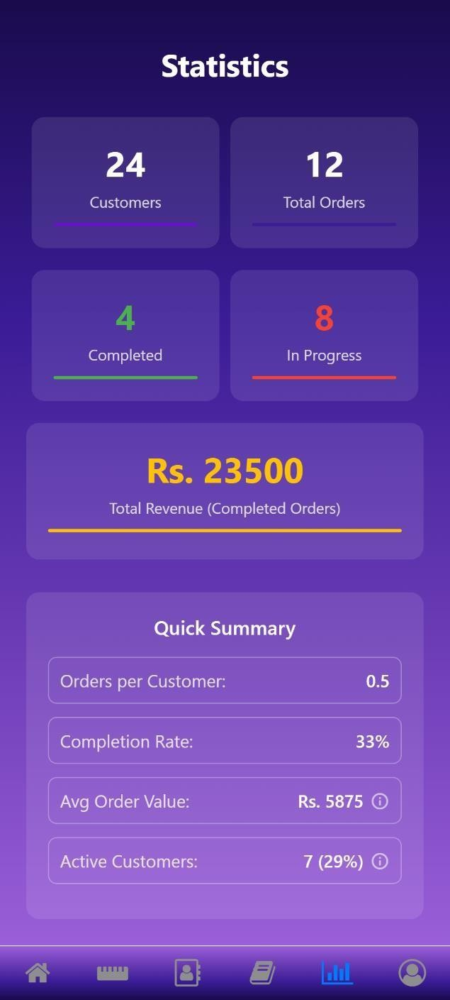 Statistics
24
Customers
12
Total Orders
4
Completed
8
In Progress
Rs. 23500
Total Revenue (Completed Orders)
Quick Summary
Orders per Customer: 0.5
Completion Rate: 33%
Avg Order Value: Rs. 5875
Active Customers: 7 (29%)